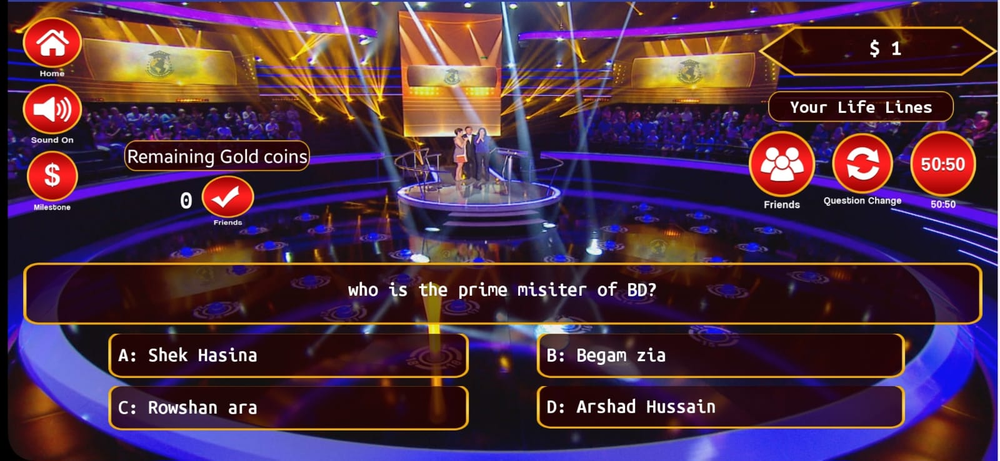 Home
Sound On
$
Milestone
Remaining Gold coins
0
Friends
$ 1
Your Life Lines
50:50
Friends
Question Change
50:50
who is the prime misiter of BD?
A: Shek Hasina
B: Begam zia
C: Rowshan ara
D: Arshad Hussain